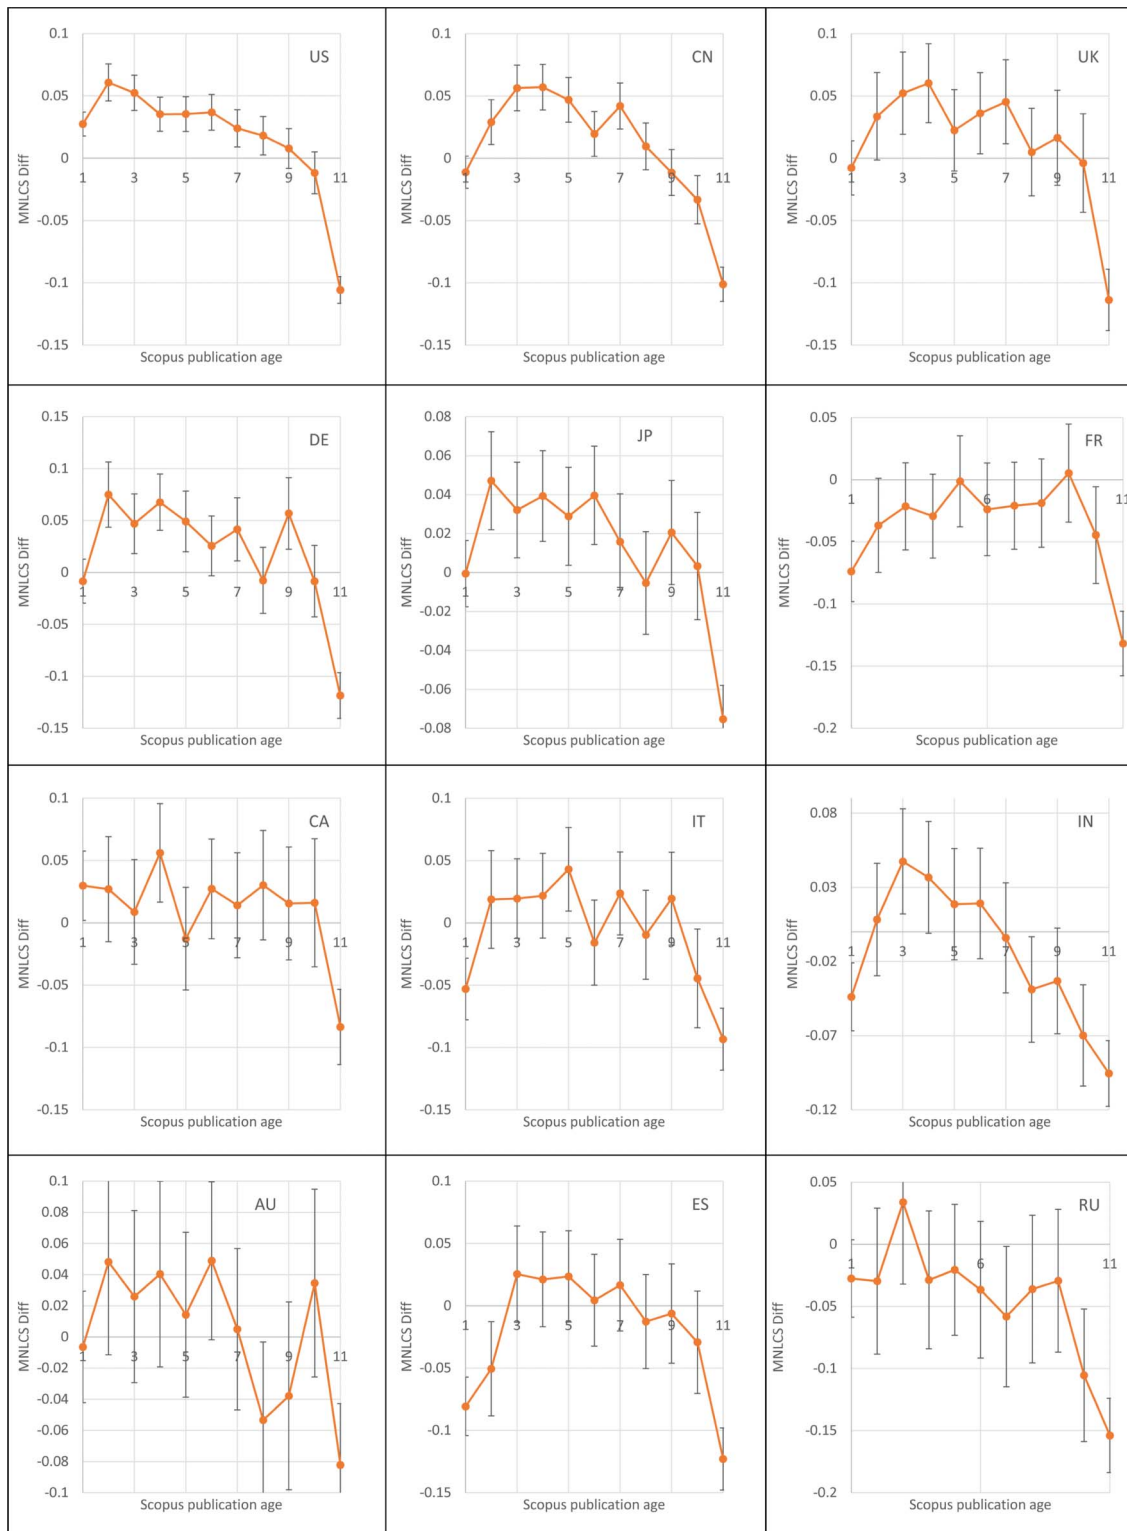 US
0.1
0.05
0
-0.05
-0.1
-0.15
1 3 5 7 9 11
MNLCS Diff
Scopus publication age
CN
0.1
0.05
0
-0.05
-0.1
-0.15
1 3 5 7 9 11
MNLCS Diff
Scopus publication age
UK
0.1
0.05
0
-0.05
-0.1
-0.15
1 3 5 7 9 11
MNLCS Diff
Scopus publication age
DE
0.15
0.1
0.05
0
-0.05
-0.1
-0.15
1 3 5 7 9 11
MNLCS Diff
Scopus publication age
JP
0.08
0.06
0.04
0.02
0
-0.02
-0.04
-0.06
-0.08
1 3 5 7 9 11
MNLCS Diff
Scopus publication age
FR
0.05
0
-0.05
-0.1
-0.15
-0.2
1 6 11
MNLCS Diff
Scopus publication age
CA
0.1
0.05
0
-0.05
-0.1
-0.15
1 3 5 7 9 11
MNLCS Diff
Scopus publication age
IT
0.1
0.05
0
-0.05
-0.1
-0.15
1 3 5 7 9 11
MNLCS Diff
Scopus publication age
IN
0.08
0.03
-0.02
-0.07
-0.12
1 3 5 7 9 11
MNLCS Diff
Scopus publication age
AU
0.1
0.08
0.06
0.04
0.02
0
-0.02
-0.04
-0.06
-0.08
-0.1
1 3 5 7 9 11
MNLCS Diff
Scopus publication age
ES
0.1
0.05
0
-0.05
-0.1
-0.15
1 3 5 7 9 11
MNLCS Diff
Scopus publication age
RU
0.05
0
-0.05
-0.1
-0.15
-0.2
1 6 11
MNLCS Diff
Scopus publication age